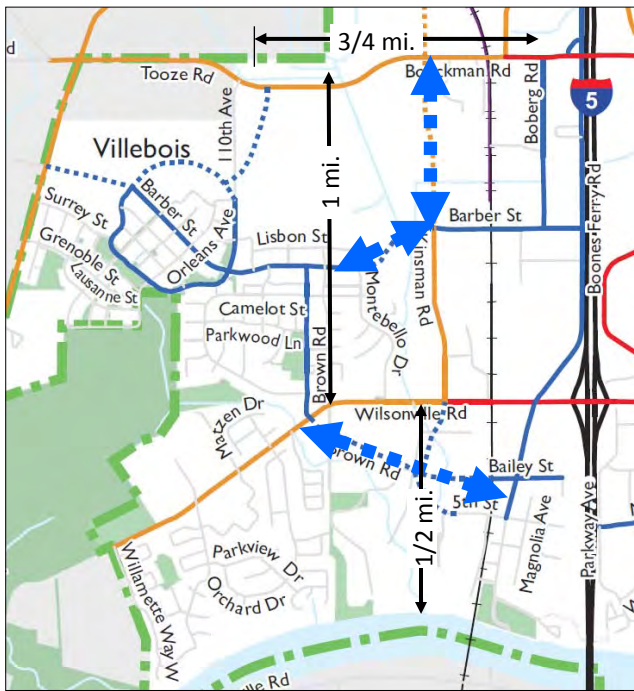 3/4 mi.
Tooze Rd
Boeckman Rd
110th Ave
Boberg Rd
5
Villebois
1 mi.
Boones Ferry Rd
Surrey St
Barber St
Grenoble St
Orleans Ave
Lisbon St
Barber St
Lausanne St
Kinsman Rd
Camelot St
Montebello Dr
Parkwood Ln
Brown Rd
Matzen Dr
Wilsonville Rd
Brown Rd
Bailey St
5th St
1/2 mi.
Magnolia Ave
Parkway Ave
Parkview Dr
Orchard Dr
Willamette Way W
ville Rd